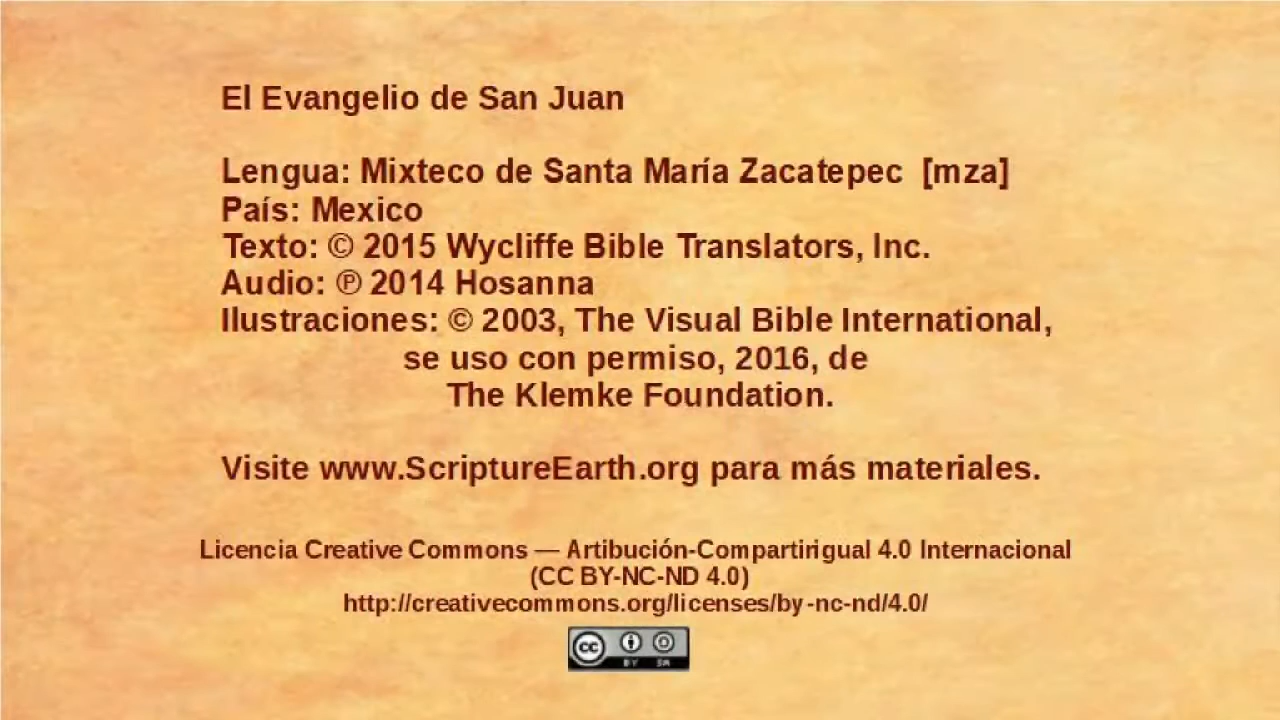 El Evangelio de San Juan
Lengua: Mixteco de Santa María Zacatepec [mza]
País: Mexico
Texto: © 2015 Wycliffe Bible Translators, Inc.
Audio: ℗ 2014 Hosanna
Ilustraciones: © 2003, The Visual Bible International,
se uso con permiso, 2016, de
The Klemke Foundation.
Visite www.ScriptureEarth.org para más materiales.
Licencia Creative Commons — Artibución-Compartirigual 4.0 Internacional
(CC BY-NC-ND 4.0)
http://creativecommons.org/licenses/by-nc-nd/4.0/
cc BY SA